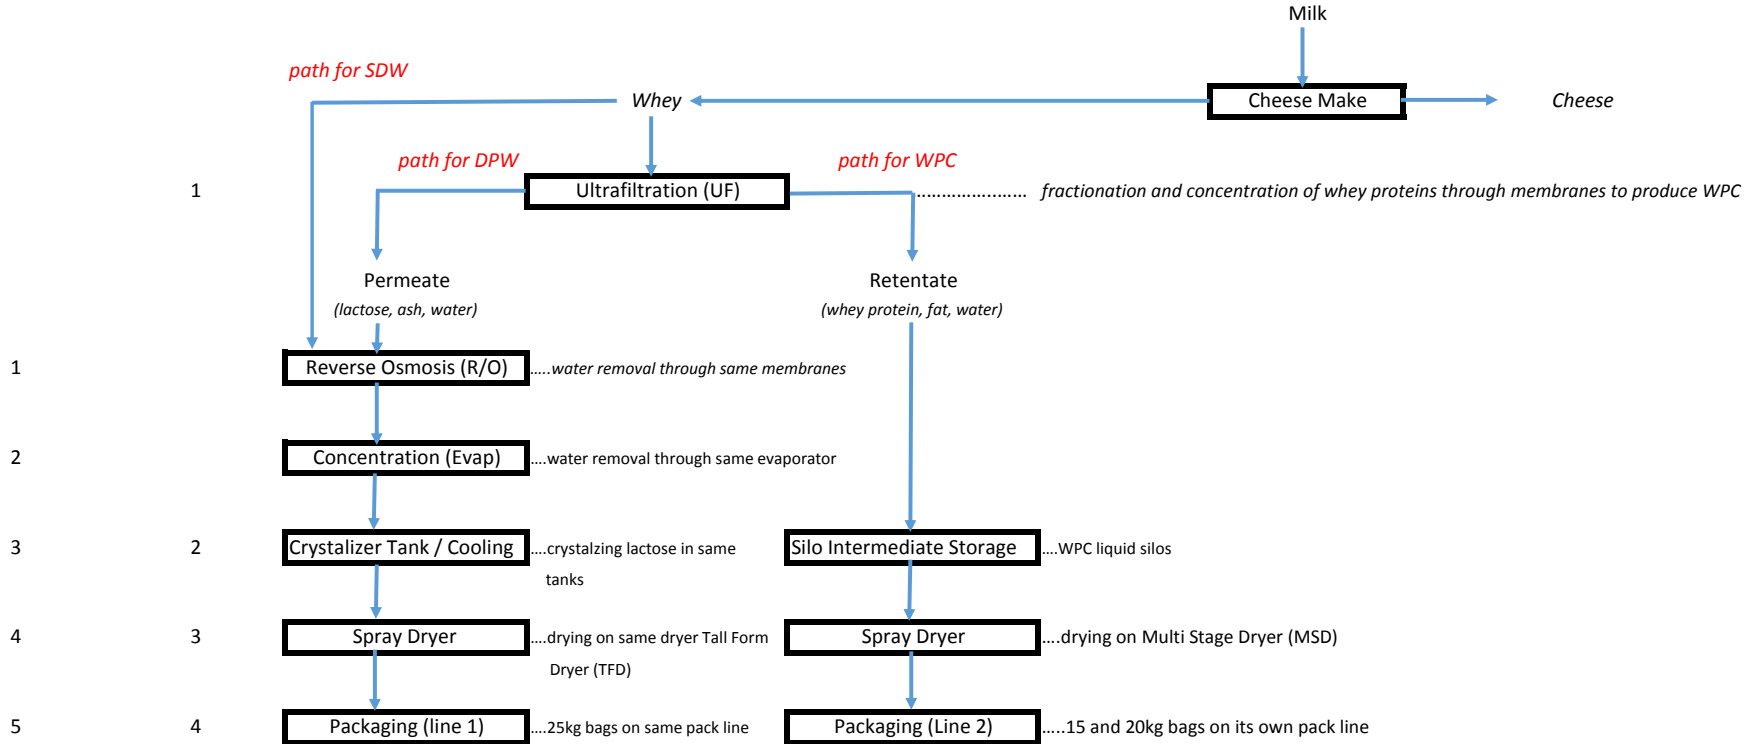 Milk
path for SDW
Whey
Cheese Make
Cheese
path for DPW
path for WPC
1
Ultrafiltration (UF)
..................... fractionation and concentration of whey proteins through membranes to produce WPC
Permeate
Retentate
(lactose, ash, water)
(whey protein, fat, water)
1
Reverse Osmosis (R/O)
.....water removal through same membranes
2
Concentration (Evap)
....water removal through same evaporator
3
2
Crystalizer Tank / Cooling
....crystalzing lactose in same
tanks
Silo Intermediate Storage
....WPC liquid silos
4
3
Spray Dryer
....drying on same dryer Tall Form
Dryer (TFD)
Spray Dryer
....drying on Multi Stage Dryer (MSD)
5
4
Packaging (line 1)
....25kg bags on same pack line
Packaging (Line 2)
.....15 and 20kg bags on its own pack line